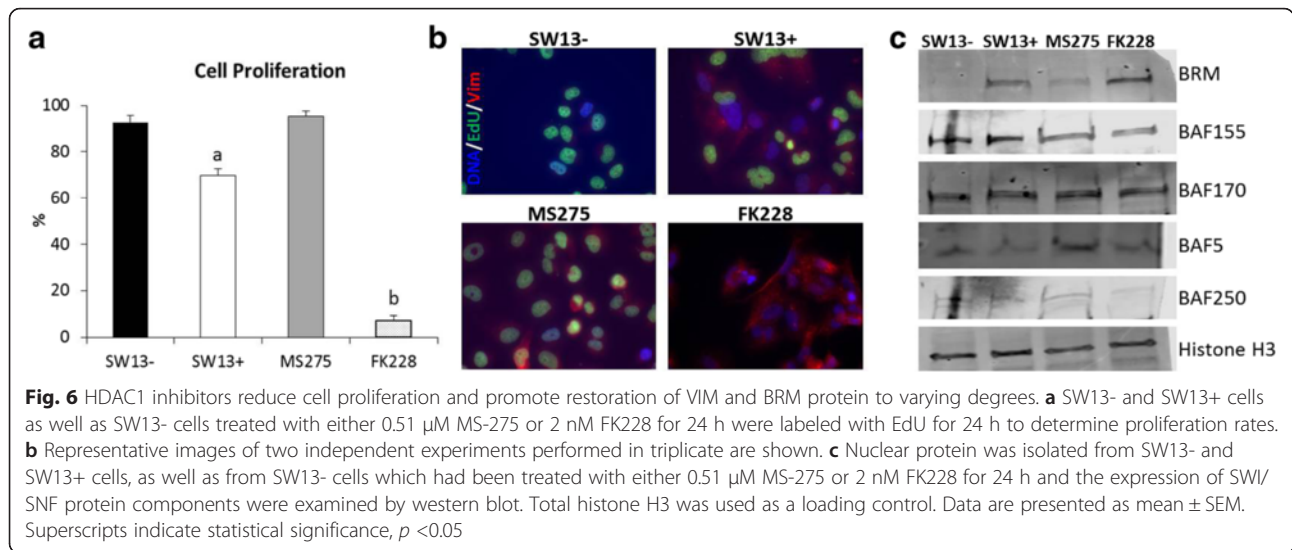 a
Cell Proliferation
100
80
60
40
20
0
%
a
b
SW13-
SW13+
MS275
FK228
b
SW13-
SW13+
DNA/EdU/Vim
MS275
FK228
c
SW13- SW13+ MS275 FK228
BRM
BAF155
BAF170
BAF5
BAF250
Histone H3
Fig. 6 HDAC1 inhibitors reduce cell proliferation and promote restoration of VIM and BRM protein to varying degrees. a SW13- and SW13+ cells
as well as SW13- cells treated with either 0.51 μM MS-275 or 2 nM FK228 for 24 h were labeled with EdU for 24 h to determine proliferation rates.
b Representative images of two independent experiments performed in triplicate are shown. c Nuclear protein was isolated from SW13- and
SW13+ cells, as well as from SW13- cells which had been treated with either 0.51 μM MS-275 or 2 nM FK228 for 24 h and the expression of SWI/
SNF protein components were examined by western blot. Total histone H3 was used as a loading control. Data are presented as mean ± SEM.
Superscripts indicate statistical significance, p <0.05